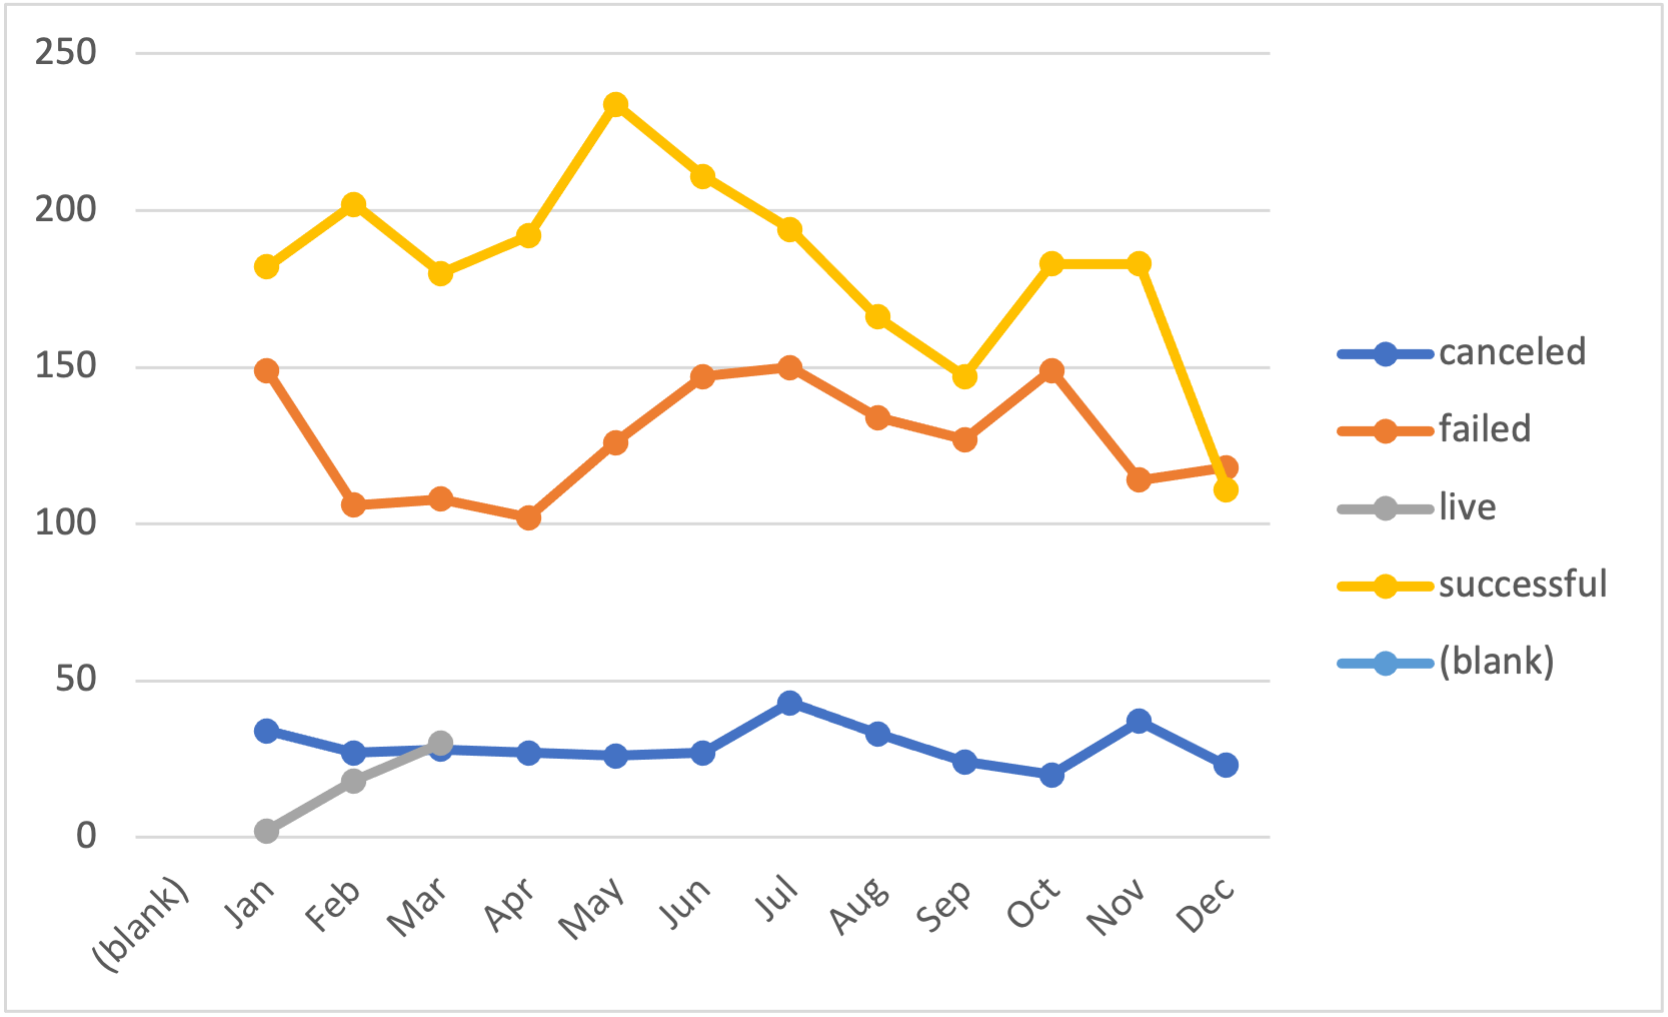 250
200
150
100
50
0
(blank)
Jan
Feb
Mar
Apr
May
Jun
Jul
Aug
Sep
Oct
Nov
Dec
canceled
failed
live
successful
(blank)